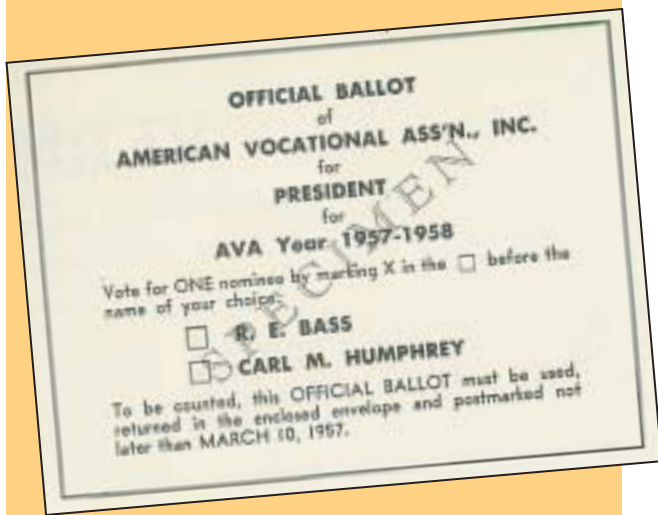 OFFICIAL BALLOT
of
AMERICAN VOCATIONAL ASS'N., INC.
for
PRESIDENT
for
AVA Year 1957-1958
Vote for ONE nominee by marking X in the □ before the
name of your choice.
□ R. E. BASS
□ CARL M. HUMPHREY
To be counted, this OFFICIAL BALLOT must be used,
returned in the enclosed envelope and postmarked not
later than MARCH 10, 1957.
SPECIMEN